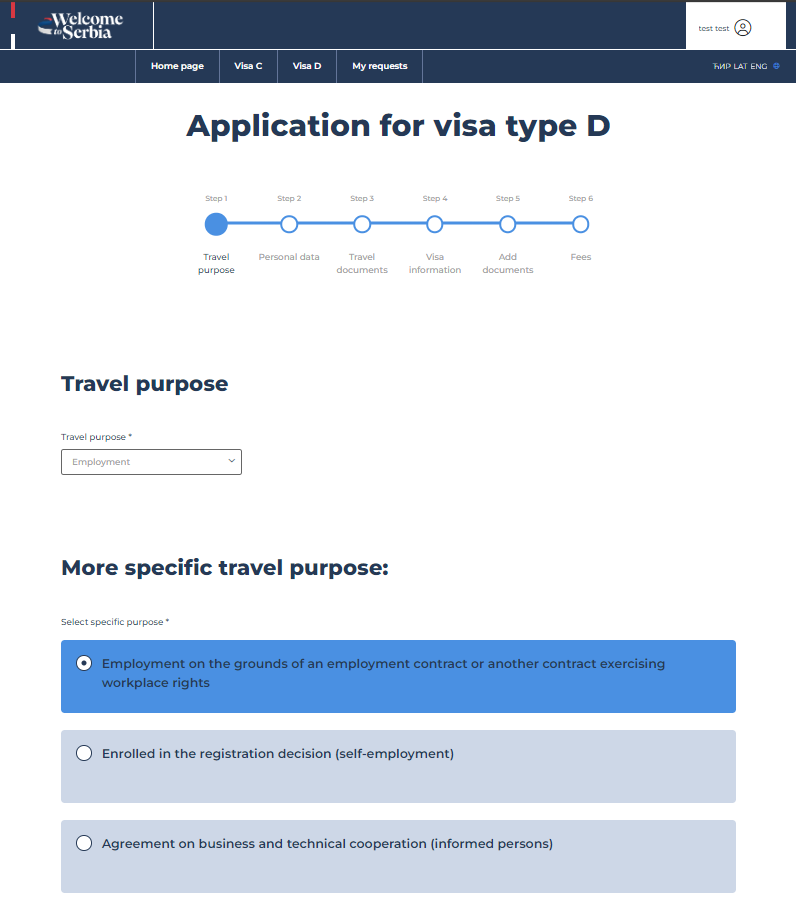 Welcome
to Serbia
test test
Home page
Visa C
Visa D
My requests
ЋИР LAT ENG
Application for visa type D
Step 1
Step 2
Step 3
Step 4
Step 5
Step 6
Travel
purpose
Personal data
Travel
documents
Visa
information
Add
documents
Fees
Travel purpose
Travel purpose *
Employment
More specific travel purpose:
Select specific purpose *
Employment on the grounds of an employment contract or another contract exercising
workplace rights
Enrolled in the registration decision (self-employment)
Agreement on business and technical cooperation (informed persons)